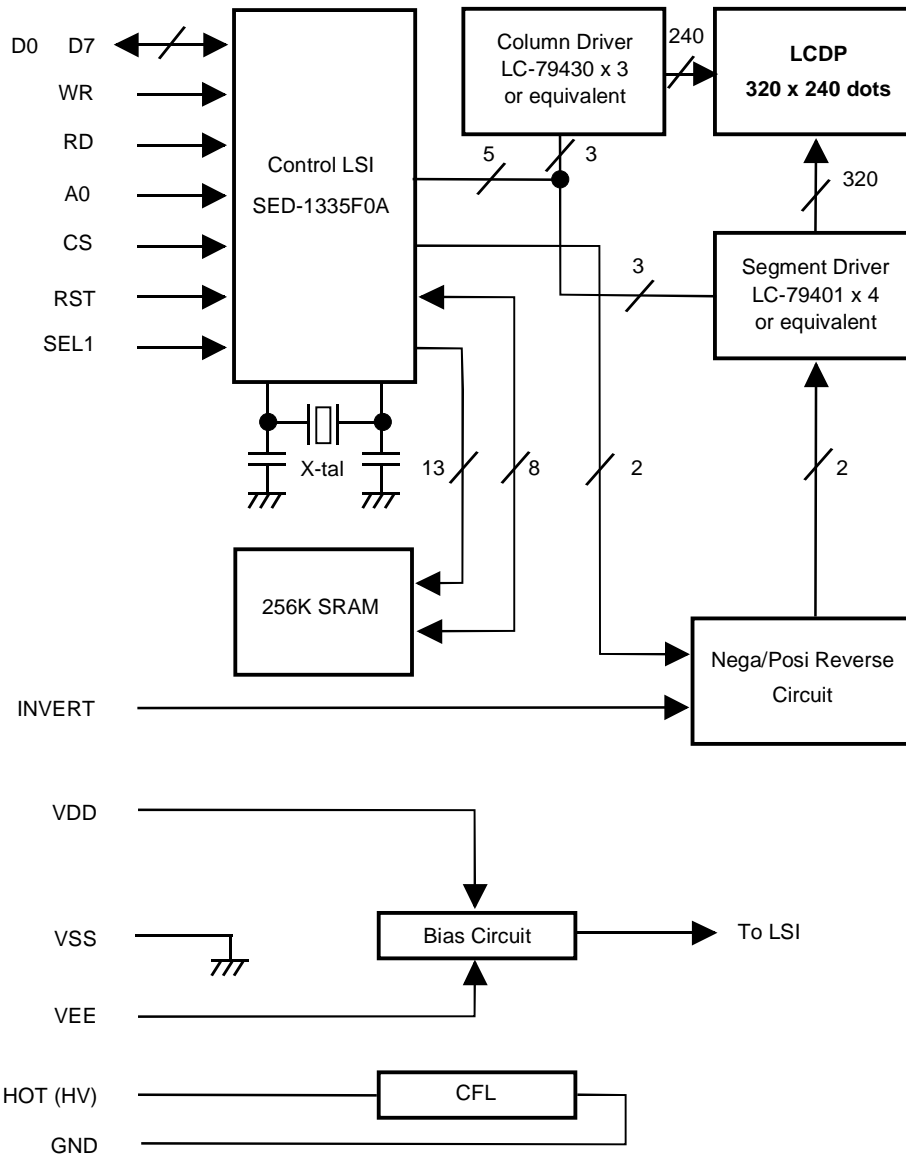 D0 D7
WR
RD
A0
CS
RST
SEL1
Control LSI
SED-1335F0A
Column Driver
LC-79430 x 3
or equivalent
240
LCDP
320 x 240 dots
5
3
320
3
Segment Driver
LC-79401 x 4
or equivalent
X-tal
13
8
2
2
256K SRAM
Nega/Posi Reverse
Circuit
INVERT
VDD
VSS
Bias Circuit
To LSI
VEE
HOT (HV)
CFL
GND